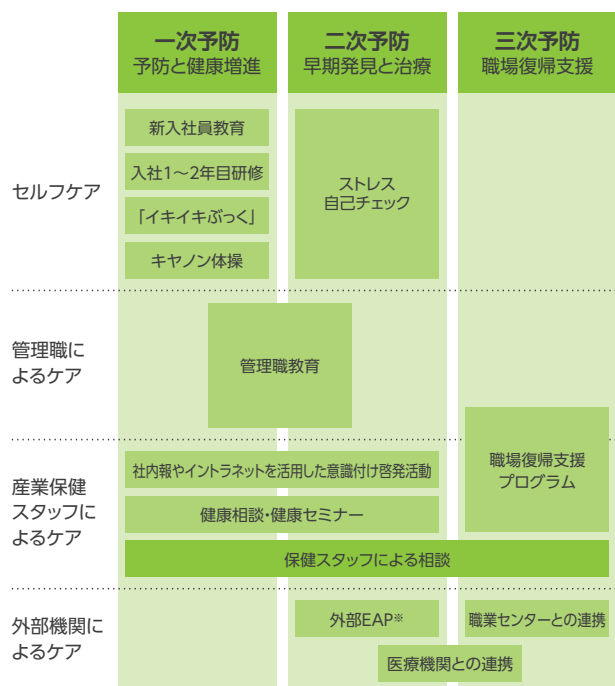 一次予防
予防と健康増進
二次予防
早期発見と治療
三次予防
職場復帰支援
セルフケア
新入社員教育
入社1～2年目研修
「イキイキぶっく」
キヤノン体操
ストレス
自己チェック
管理職に
よるケア
管理職教育
産業保健
スタッフに
よるケア
社内報やイントラネットを活用した意識付け啓発活動
健康相談・健康セミナー
職場復帰支援
プログラム
保健スタッフによる相談
外部機関に
よるケア
外部EAP※
職業センターとの連携
医療機関との連携